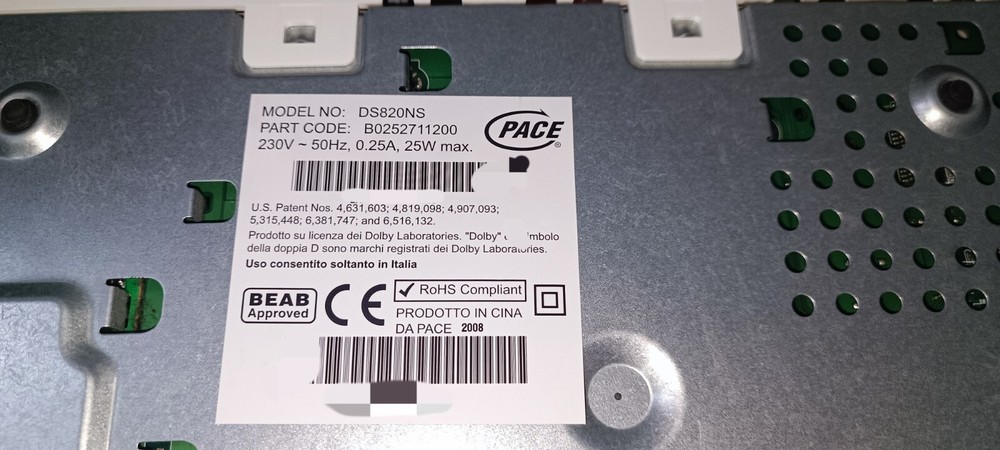 MODEL NO: DS820NS
PART CODE: B0252711200
230V ~ 50Hz, 0.25A, 25W max.
PACE
®
U.S. Patent Nos. 4,631,603; 4,819,098; 4,907,093;
5,315,448; 6,381,747; and 6,516,132.
Prodotto su licenza dei Dolby Laboratories. "Dolby"
della doppia D sono marchi registrati dei Dolby
Uso consentito soltanto in Italia
BEAB
Approved
CE
RoHS Compliant
PRODOTTO IN CINA
DA PACE 2008